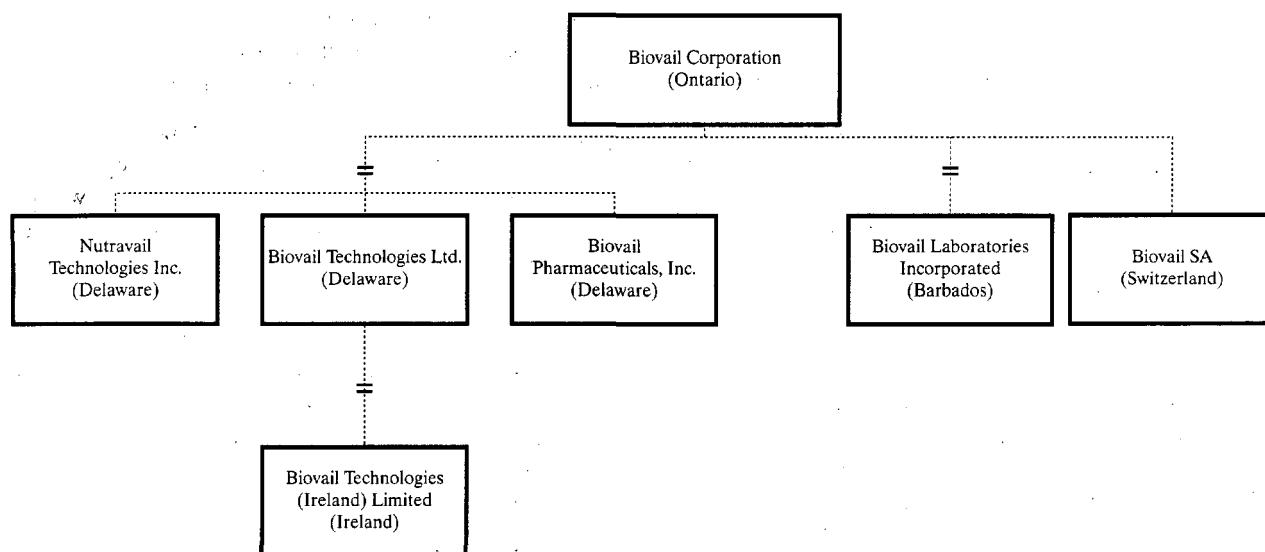 Biovail Corporation
(Ontario)
Nutravail
Technologies Inc.
(Delaware)
Biovail Technologies Ltd.
(Delaware)
Biovail
Pharmaceuticals, Inc.
(Delaware)
Biovail Laboratories
Incorporated
(Barbados)
Biovail SA
(Switzerland)
Biovail Technologies
(Ireland) Limited
(Ireland)